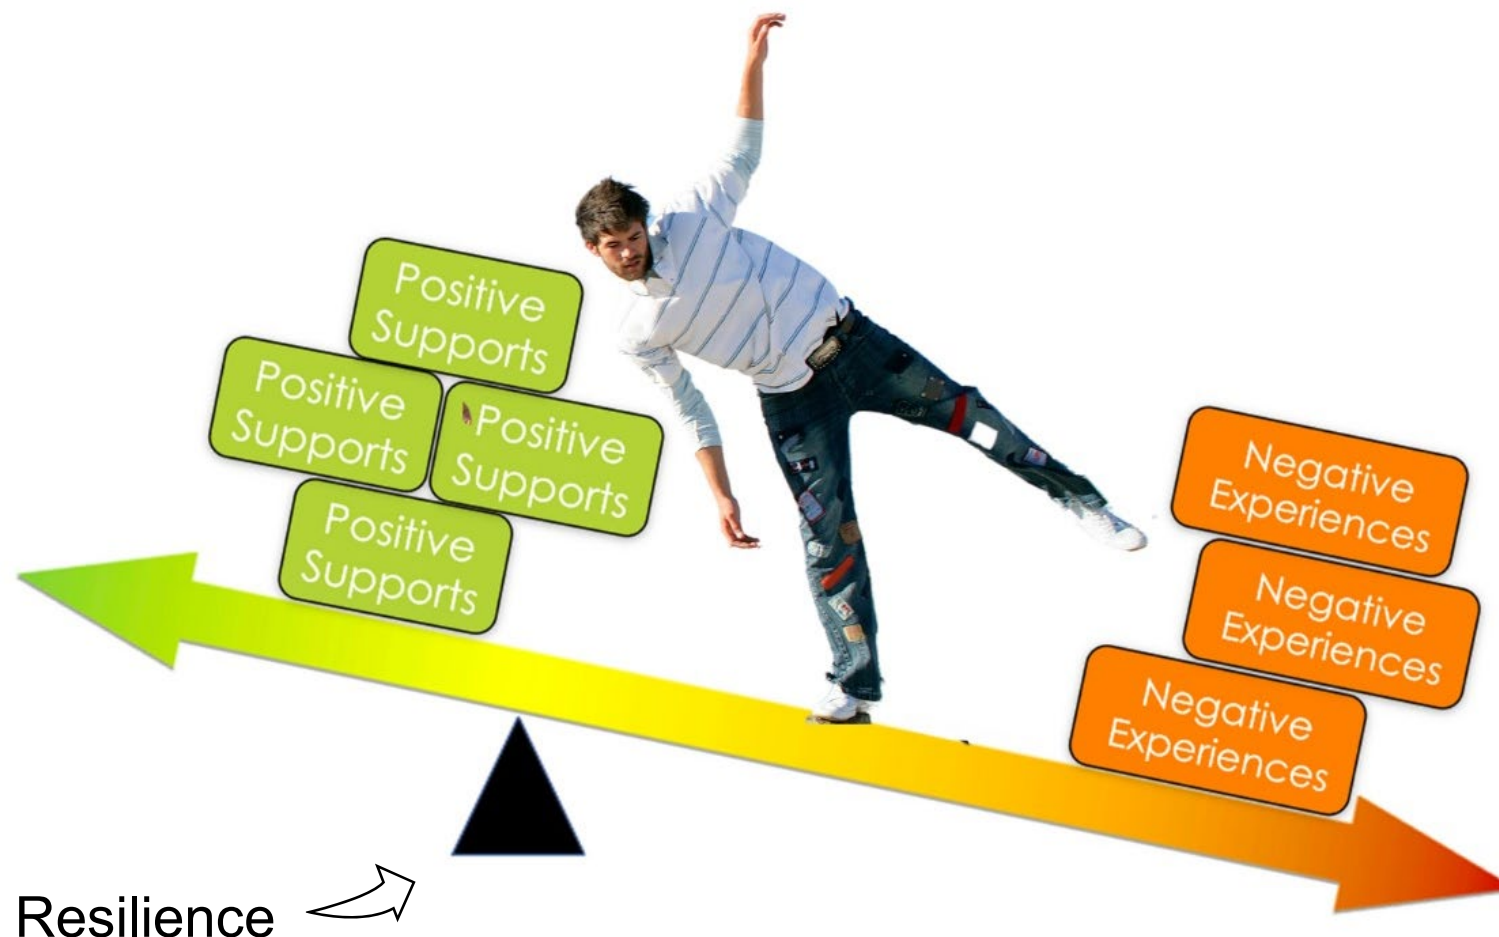 Positive
Supports
Positive
Supports
Positive
Supports
Positive
Supports
Negative
Experiences
Negative
Experiences
Negative
Experiences
Resilience